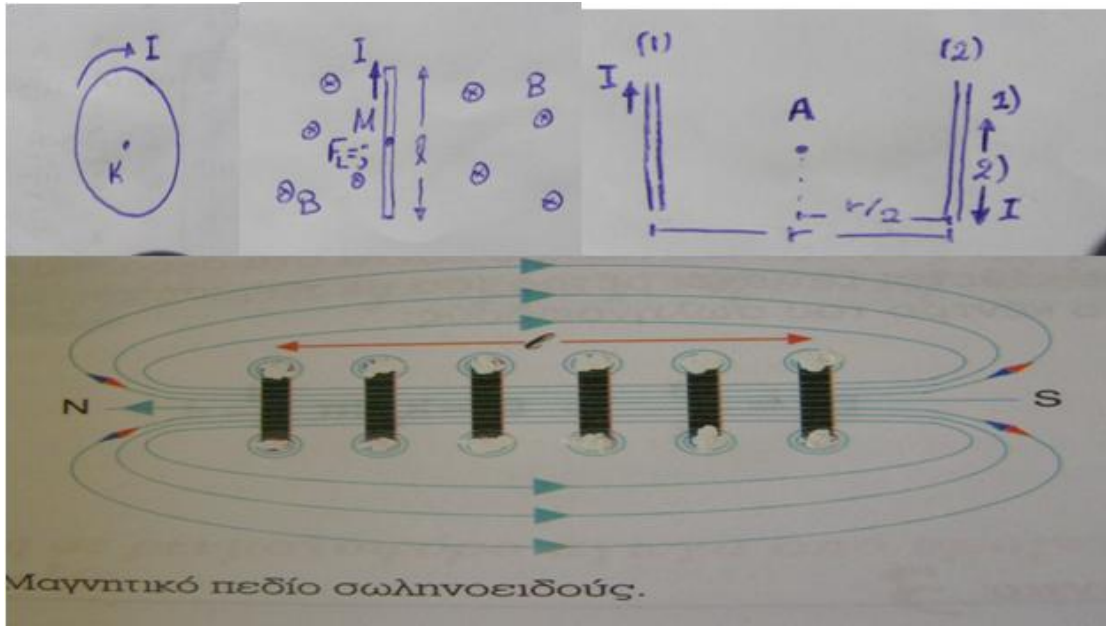 I
K
I
B
M
F_L=;
l
B
(1)
(2)
I
A
1)
2)
I
r/2
r
l
N
S
Μαγνητικό πεδίο σωληνοειδούς.